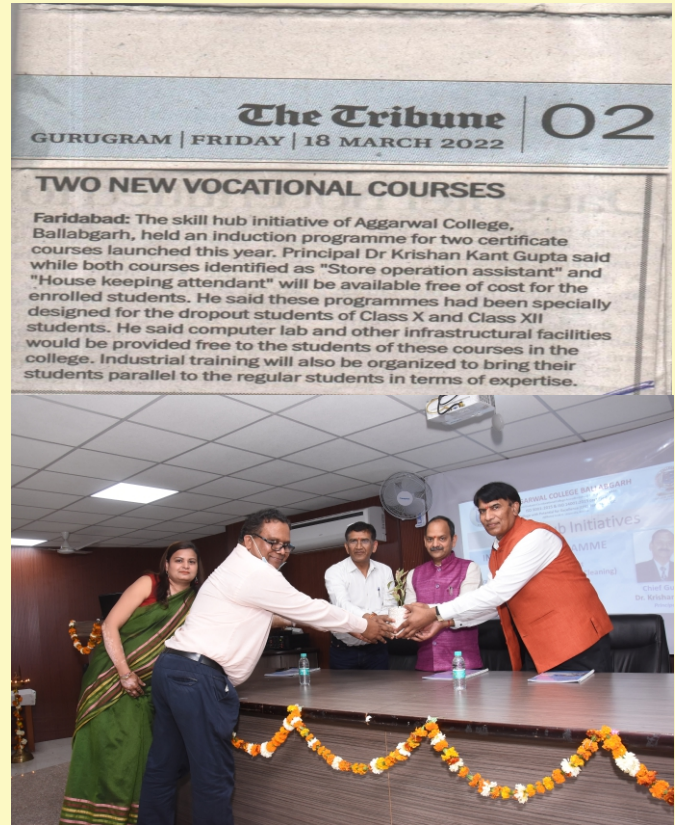 The Tribune
02
GURUGRAM | FRIDAY | 18 MARCH 2022
TWO NEW VOCATIONAL COURSES
Faridabad: The skill hub initiative of Aggarwal College,
Ballabgarh, held an induction programme for two certificate
courses launched this year. Principal Dr Krishan Kant Gupta said
while both courses identified as "Store operation assistant" and
"House keeping attendant" will be available free of cost for the
enrolled students. He said these programmes had been specially
designed for the dropout students of Class X and Class XII
students. He said computer lab and other infrastructural facilities
would be provided free to the students of these courses in the
college. Industrial training will also be organized to bring their
students parallel to the regular students in terms of expertise.
COLLEGE BALLABGARH
Initiatives
Chief
Dr.